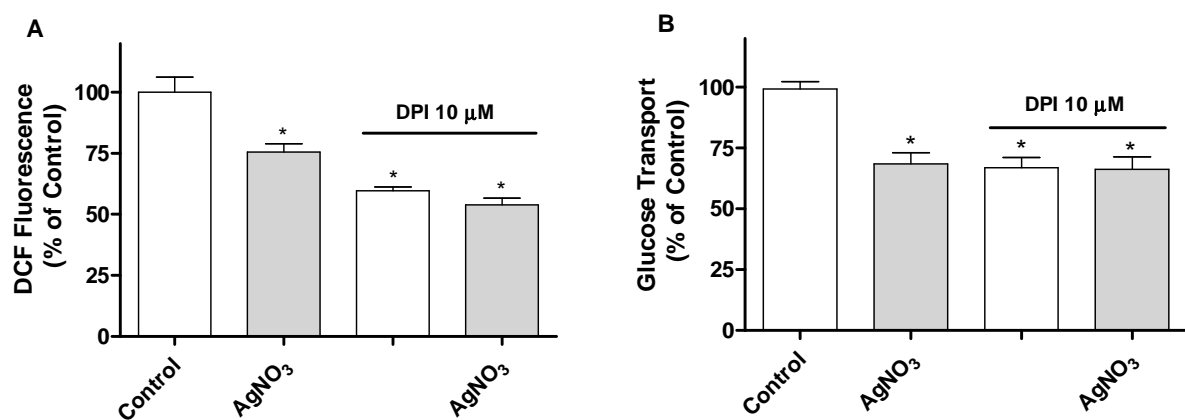 A
DCF Fluorescence
(% of Control)
100
75
50
25
0
DPI 10 µM
*
*
*
Control
AgNO₃
AgNO₃
B
Glucose Transport
(% of Control)
100
75
50
25
0
DPI 10 µM
*
*
*
Control
AgNO₃
AgNO₃